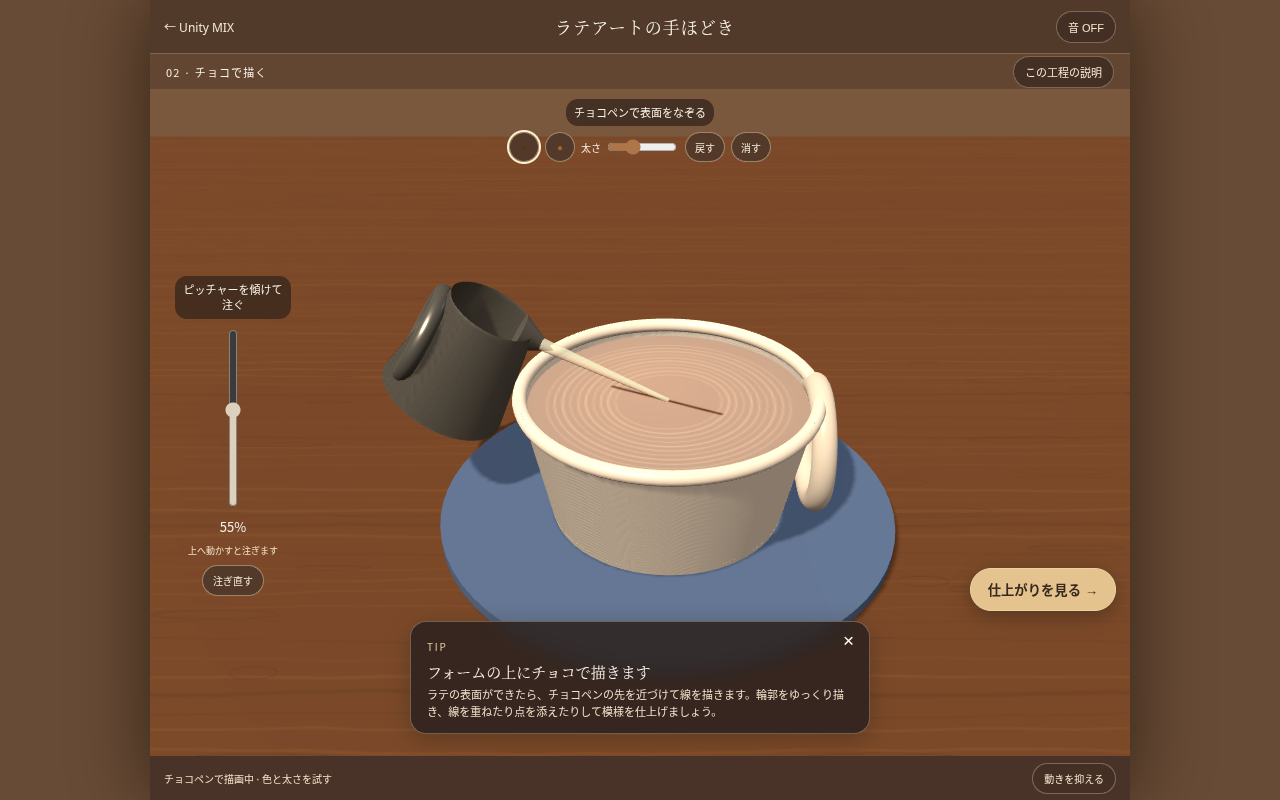 ← Unity MIX
ラテアートの手ほどき
音 OFF
02 · チョコで描く
この工程の説明
チョコペンで表面をなぞる
太さ
戻す
消す
ピッチャーを傾けて
注ぐ
55%
上へ動かすと注ぎます
注ぎ直す
仕上がりを見る →
TIP
×
フォームの上にチョコで描きます
ラテの表面ができたら、チョコペンの先を近づけて線を描きます。輪郭をゆっくり描
き、線を重ねたり点を添えたりして模様を仕上げましょう。
チョコペンで描画中 · 色と太さを試す
動きを抑える